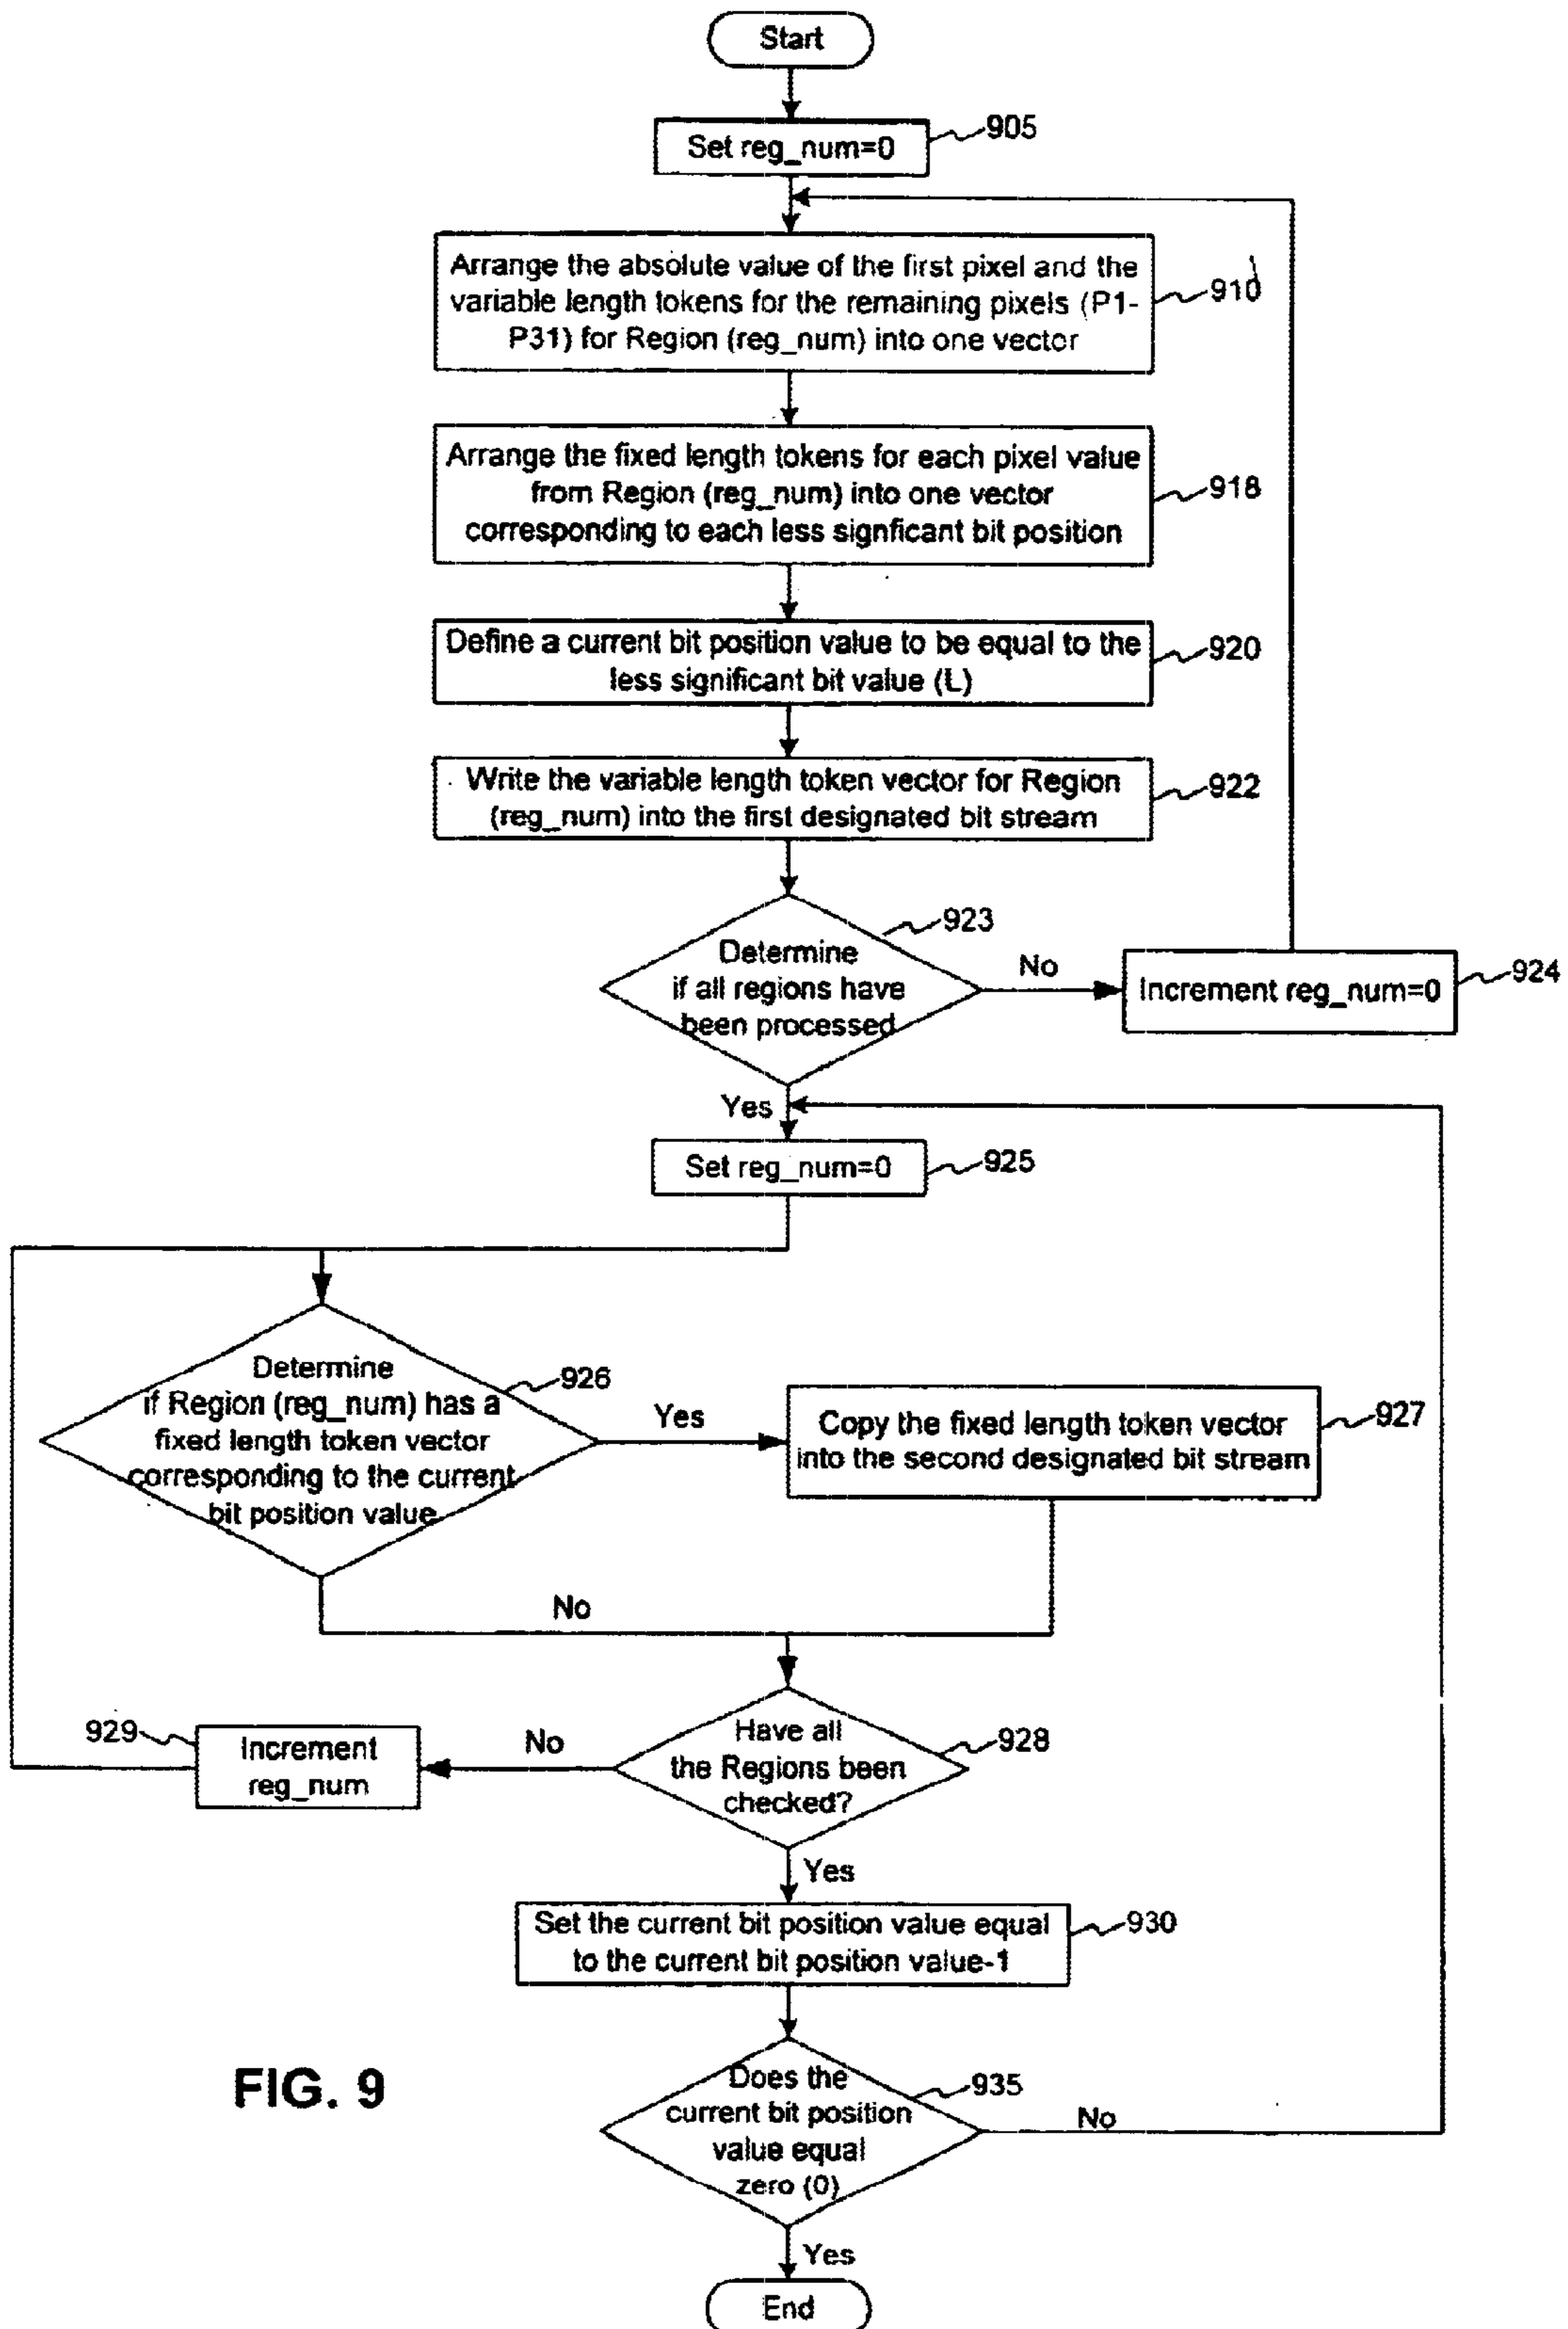 Start
Set reg_num=0
905
Arrange the absolute value of the first pixel and the
variable length tokens for the remaining pixels (P1-
P31) for Region (reg_num) into one vector
910
Arrange the fixed length tokens for each pixel value
from Region (reg_num) into one vector
corresponding to each less signficant bit position
918
Define a current bit position value to be equal to the
less significant bit value (L)
920
Write the variable length token vector for Region
(reg_num) into the first designated bit stream
922
Determine
if all regions have
been processed
923
No
Increment reg_num=0
924
Yes
Set reg_num=0
925
Determine
if Region (reg_num) has a
fixed length token vector
corresponding to the current
bit position value
926
Yes
Copy the fixed length token vector
into the second designated bit stream
927
No
Have all
the Regions been
checked?
928
No
929
Increment
reg_num
Yes
Set the current bit position value equal
to the current bit position value-1
930
Does the
current bit position
value equal
zero (0)
935
No
FIG. 9
Yes
End